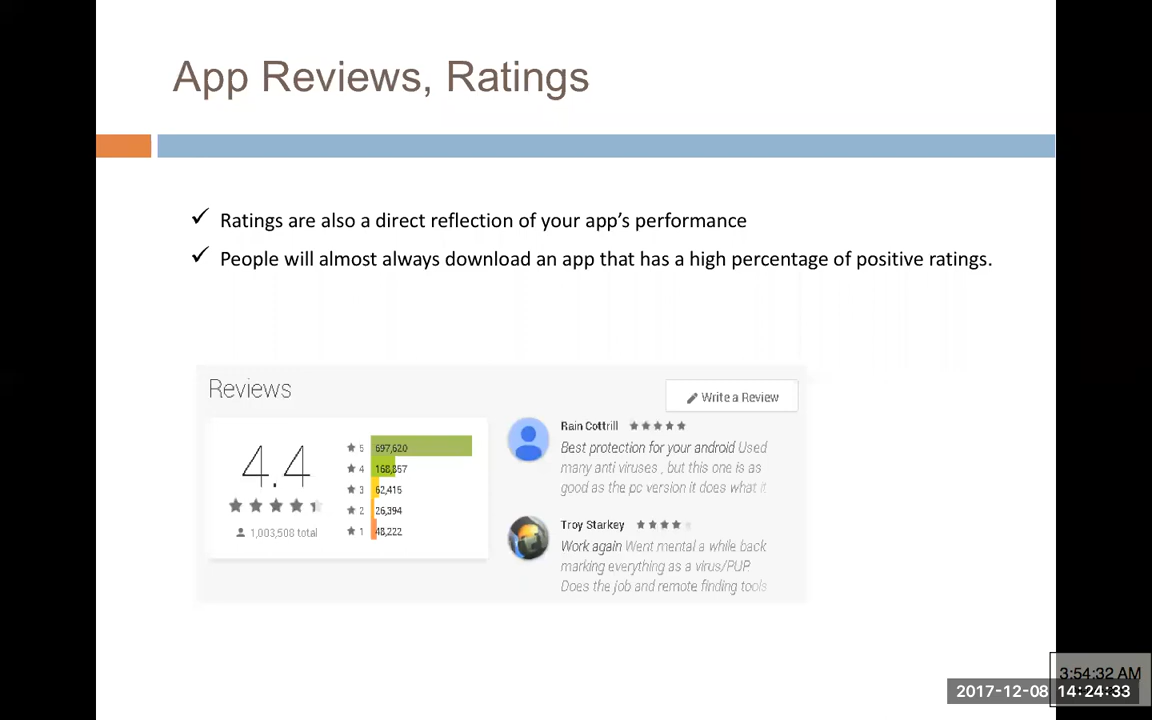 App Reviews, Ratings
✓ Ratings are also a direct reflection of your app's performance
✓ People will almost always download an app that has a high percentage of positive ratings.
Reviews
Write a Review
4.4
1,003,508 total
★ 5 697,620
★ 4 168,857
★ 3 62,415
★ 2 26,394
★ 1 48,222
Rain Cottrill
Best protection for your android Used
many anti viruses , but this one is as
good as the pc version it does what it
Troy Starkey
Work again Went mental a while back
marking everything as a virus/PUP.
Does the job and remote finding tools
3:54:32 AM
2017-12-08 14:24:33